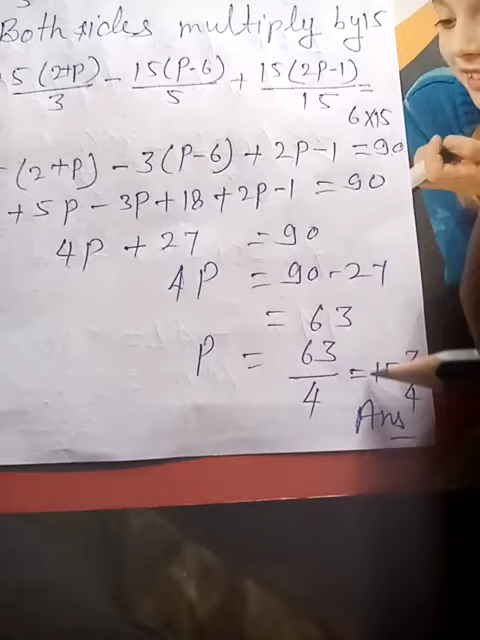 Both sides multiply by 15
5(2+P)/3 - 15(P-6)/5 + 15(2P-1)/15 =
6×15
(2+P) - 3(P-6) + 2P-1 = 90
+5P - 3P + 18 + 2P - 1 = 90
4P + 27 = 90
4P = 90-27
= 63
P = 63/4 =
Ans